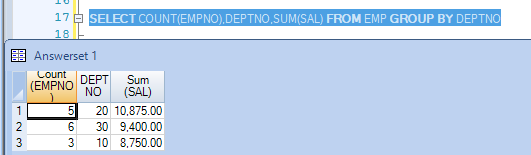 16
17 SELECT COUNT(EMPNO),DEPTNO,SUM(SAL) FROM EMP GROUP BY DEPTNO
18
Answerset 1
Count (EMPNO ) DEPT NO Sum (SAL)
1 5 20 10,875.00
2 6 30 9,400.00
3 3 10 8,750.00